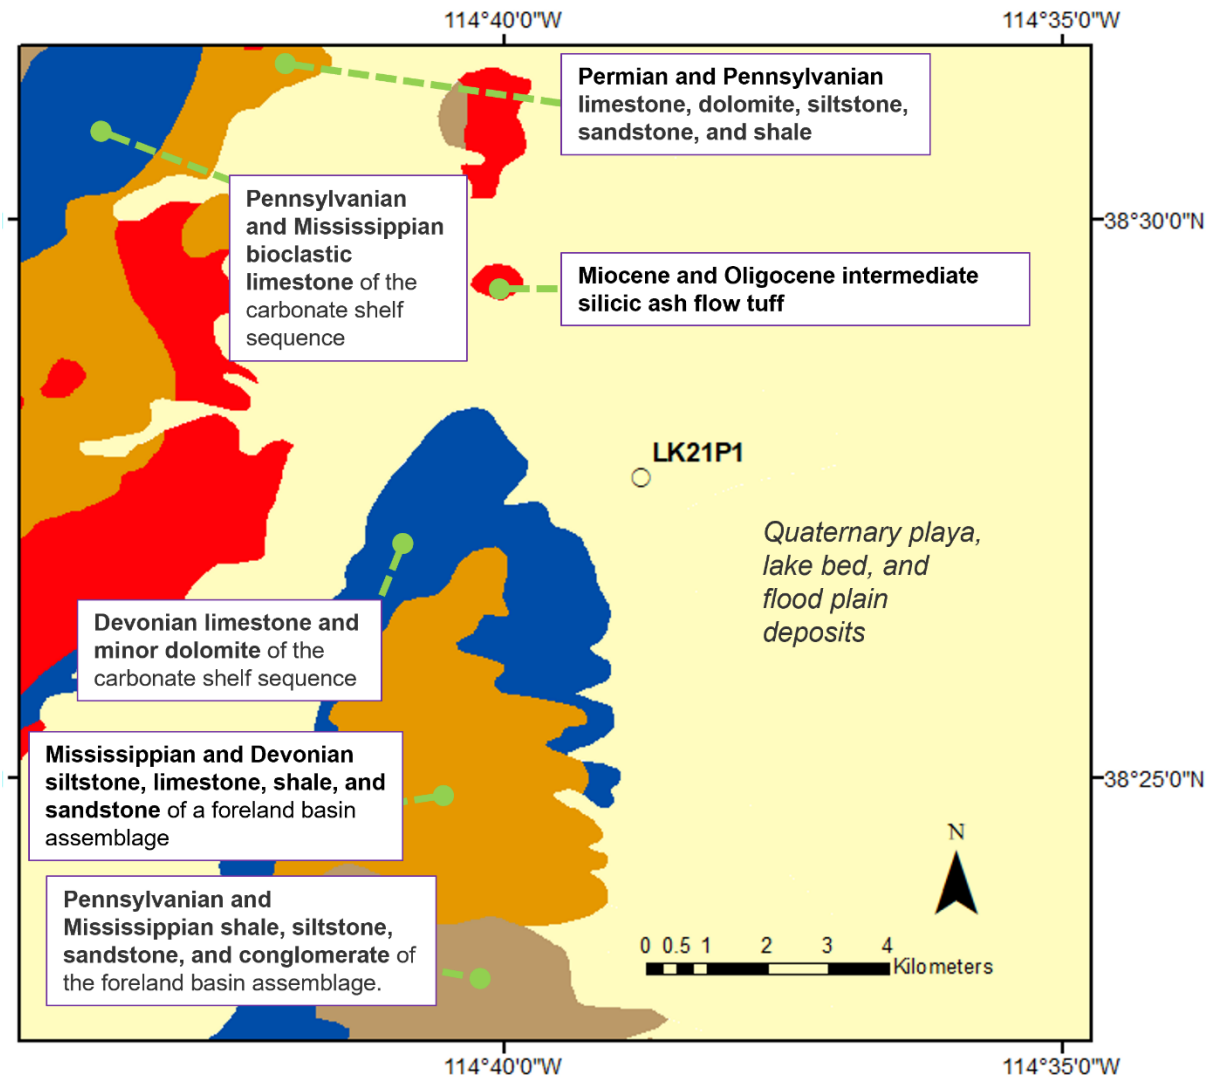 114°40'0"W
114°35'0"W
Permian and Pennsylvanian
limestone, dolomite, siltstone,
sandstone, and shale
Pennsylvanian
and Mississippian
bioclastic
limestone of the
carbonate shelf
sequence
38°30'0"N
Miocene and Oligocene intermediate
silicic ash flow tuff
LK21P1
Quaternary playa,
lake bed, and
flood plain
deposits
Devonian limestone and
minor dolomite of the
carbonate shelf sequence
Mississippian and Devonian
siltstone, limestone, shale, and
sandstone of a foreland basin
assemblage
38°25'0"N
Pennsylvanian and
Mississippian shale, siltstone,
sandstone, and conglomerate of
the foreland basin assemblage.
N
0 0.5 1 2 3 4
Kilometers
114°40'0"W
114°35'0"W